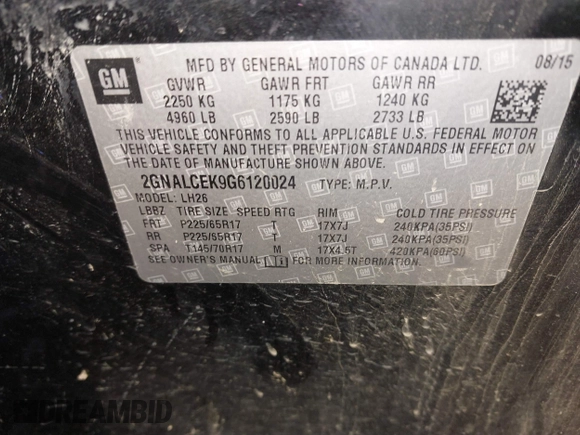 GM
MFD BY GENERAL MOTORS OF CANADA LTD. 08/15
GVWR GAWR FRT GAWR RR
2250 KG 1175 KG 1240 KG
4960 LB 2590 LB 2733 LB
THIS VEHICLE CONFORMS TO ALL APPLICABLE U.S. FEDERAL MOTOR
VEHICLE SAFETY AND THEFT PREVENTION STANDARDS IN EFFECT ON
THE DATE OF MANUFACTURE SHOWN ABOVE.
2GNALCEK9G6120024 TYPE: M.P.V.
MODEL: LH26
LB8Z TIRE SIZE SPEED RTG RIM COLD TIRE PRESSURE
FRT P225/65R17 T 17X7J 240KPA(35PSI)
RR P225/65R17 T 17X7J 240KPA(35PSI)
SPA T145/70R17 M 17X4.5T 420KPA(60PSI)
SEE OWNER'S MANUAL FOR MORE INFORMATION.
DREAMBID